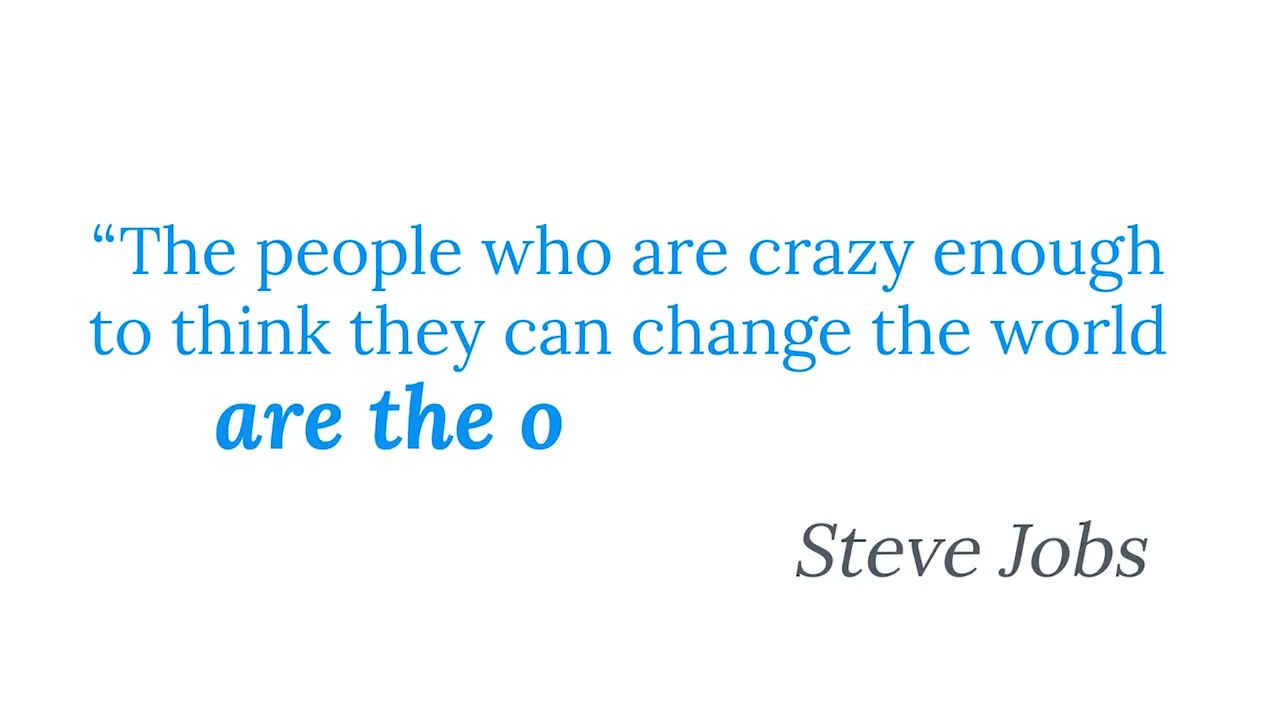 “The people who are crazy enough
to think they can change the world
are the o
Steve Jobs